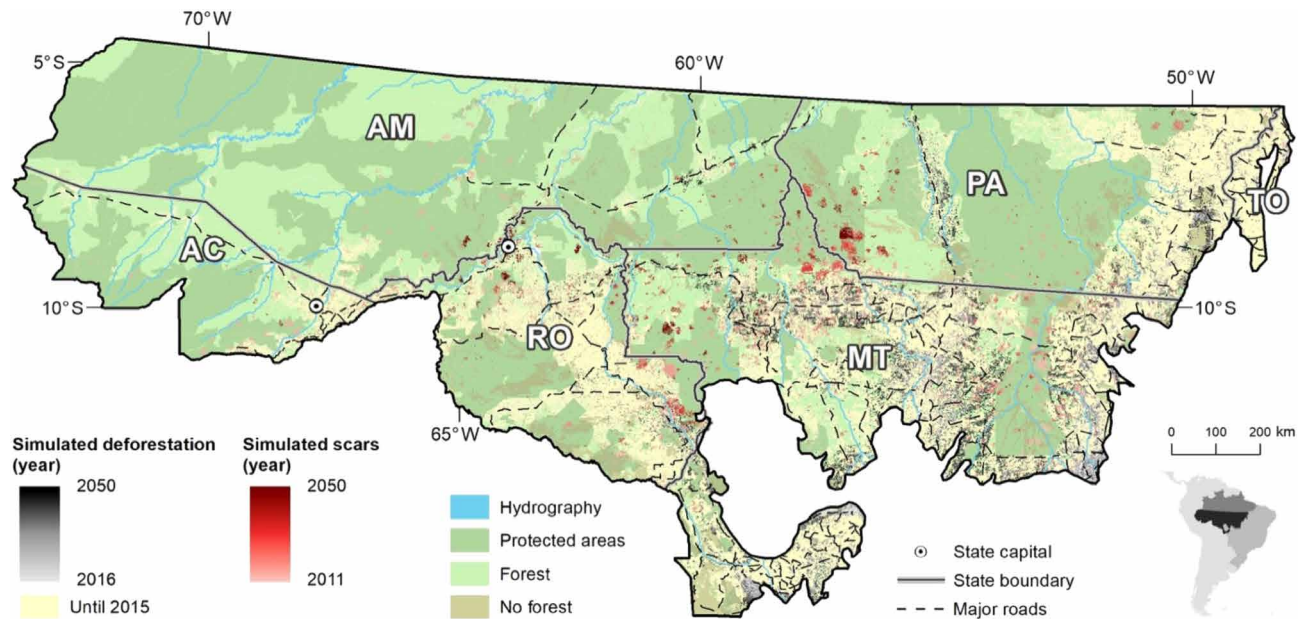 70°W
5°S
60°W
50°W
AM
PA
TO
AC
10°S
10°S
RO
MT
65°W
Simulated deforestation
(year)
2050
2016
Until 2015
Simulated scars
(year)
2050
2011
Hydrography
Protected areas
Forest
No forest
0 100 200 km
State capital
State boundary
Major roads